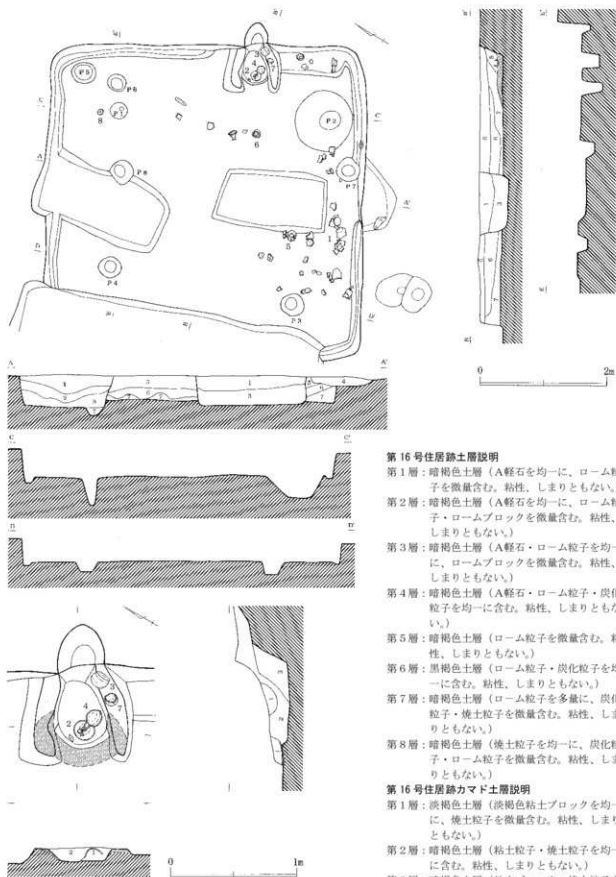 P5
P6
P7
8
P8
P4
P3
P7
6
5
1
3
4
2
7
A
A'
C
C'
D
D'
0
2m
第16号住居跡土層説明
第1層：暗褐色土層（A軽石を均一に、ローム粒
子を微量含む。粘性、しまりともない。
第2層：暗褐色土層（A軽石を均一に、ローム粒
子・ロームブロックを微量含む。粘性、
しまりともない。）
第3層：暗褐色土層（A軽石・ローム粒子を均一
に、ロームブロックを微量含む。粘性、
しまりともない。）
第4層：暗褐色土層（A軽石・ローム粒子・炭化
粒子を均一に含む。粘性、しまりともな
い。）
第5層：暗褐色土層（ローム粒子を微量含む。粘
性、しまりともない。）
第6層：黒褐色土層（ローム粒子・炭化粒子を均
一に含む。粘性、しまりともない。）
第7層：暗褐色土層（ローム粒子を多量に、炭化
粒子・焼土粒子を微量含む。粘性、しま
りともない。）
第8層：暗褐色土層（焼土粒子を均一に、炭化粒
子・ローム粒子を微量含む。粘性、しま
りともない。）
第16号住居跡カマド土層説明
第1層：淡褐色土層（淡褐色粘土ブロックを均一
に、焼土粒子を微量含む。粘性、しまり
ともない。）
第2層：暗褐色土層（粘土粒子・焼土粒子を均一
に含む。粘性、しまりともない。）
0
1m